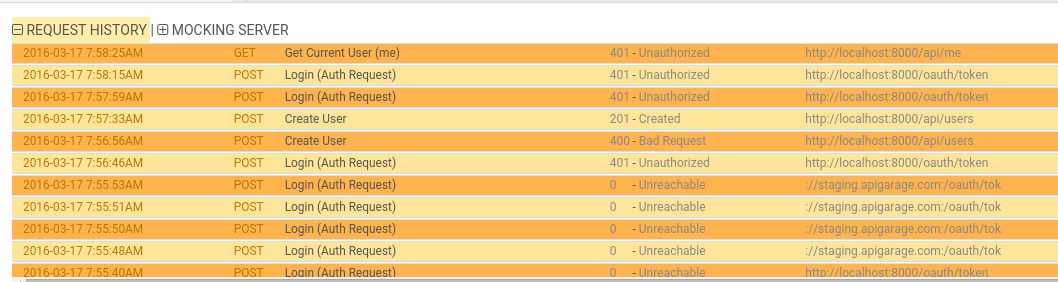 REQUEST HISTORY | MOCKING SERVER
2016-03-17 7:58:25AM GET Get Current User (me) 401 - Unauthorized http://localhost:8000/api/me
2016-03-17 7:58:15AM POST Login (Auth Request) 401 - Unauthorized http://localhost:8000/oauth/token
2016-03-17 7:57:59AM POST Login (Auth Request) 401 - Unauthorized http://localhost:8000/oauth/token
2016-03-17 7:57:33AM POST Create User 201 - Created http://localhost:8000/api/users
2016-03-17 7:56:56AM POST Create User 400 - Bad Request http://localhost:8000/api/users
2016-03-17 7:56:46AM POST Login (Auth Request) 401 - Unauthorized http://localhost:8000/oauth/token
2016-03-17 7:55:53AM POST Login (Auth Request) 0 - Unreachable ://staging.apigarage.com:/oauth/tok
2016-03-17 7:55:51AM POST Login (Auth Request) 0 - Unreachable ://staging.apigarage.com:/oauth/tok
2016-03-17 7:55:50AM POST Login (Auth Request) 0 - Unreachable ://staging.apigarage.com:/oauth/tok
2016-03-17 7:55:48AM POST Login (Auth Request) 0 - Unreachable ://staging.apigarage.com:/oauth/tok
2016-03-17 7:55:40AM POST Login (Auth Request) 0 - Unreachable http://localhost:8000/oauth/token